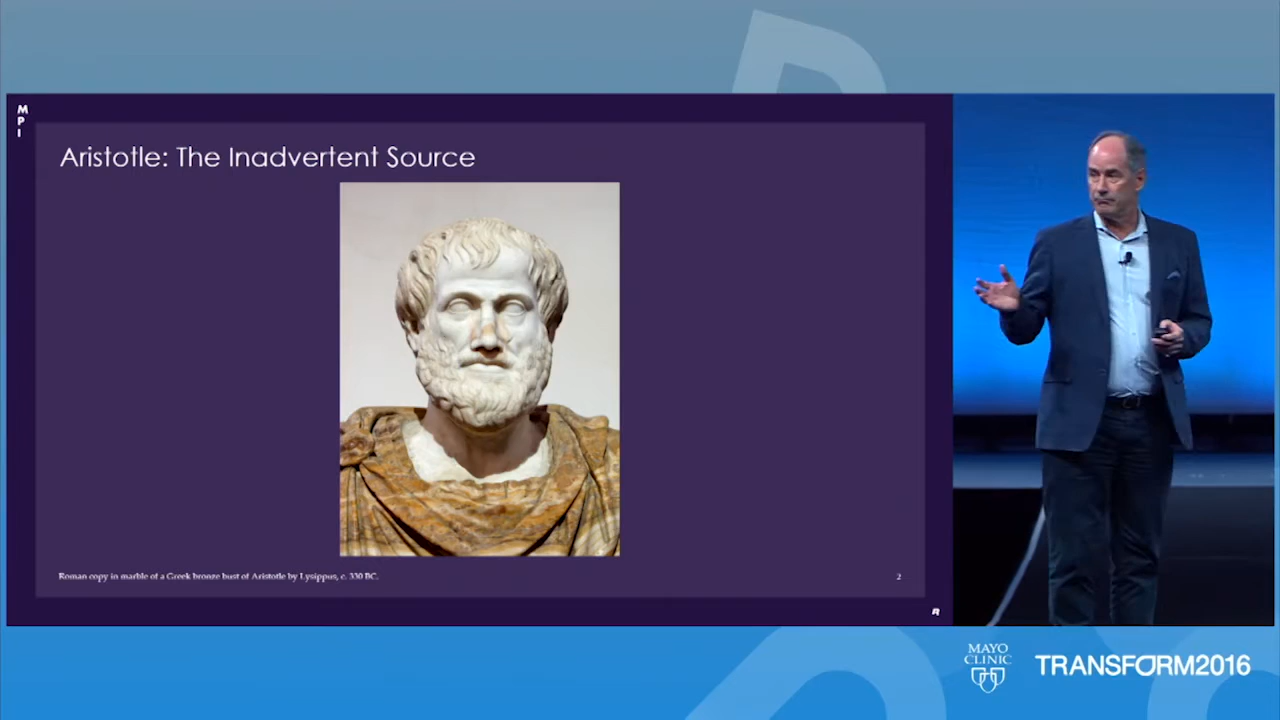 M
P
I
Aristotle: The Inadvertent Source
Roman copy in marble of a Greek bronze bust of Aristotle by Lysippus, c. 330 BC.
2
R
MAYO
CLINIC
TRANSFORM2016